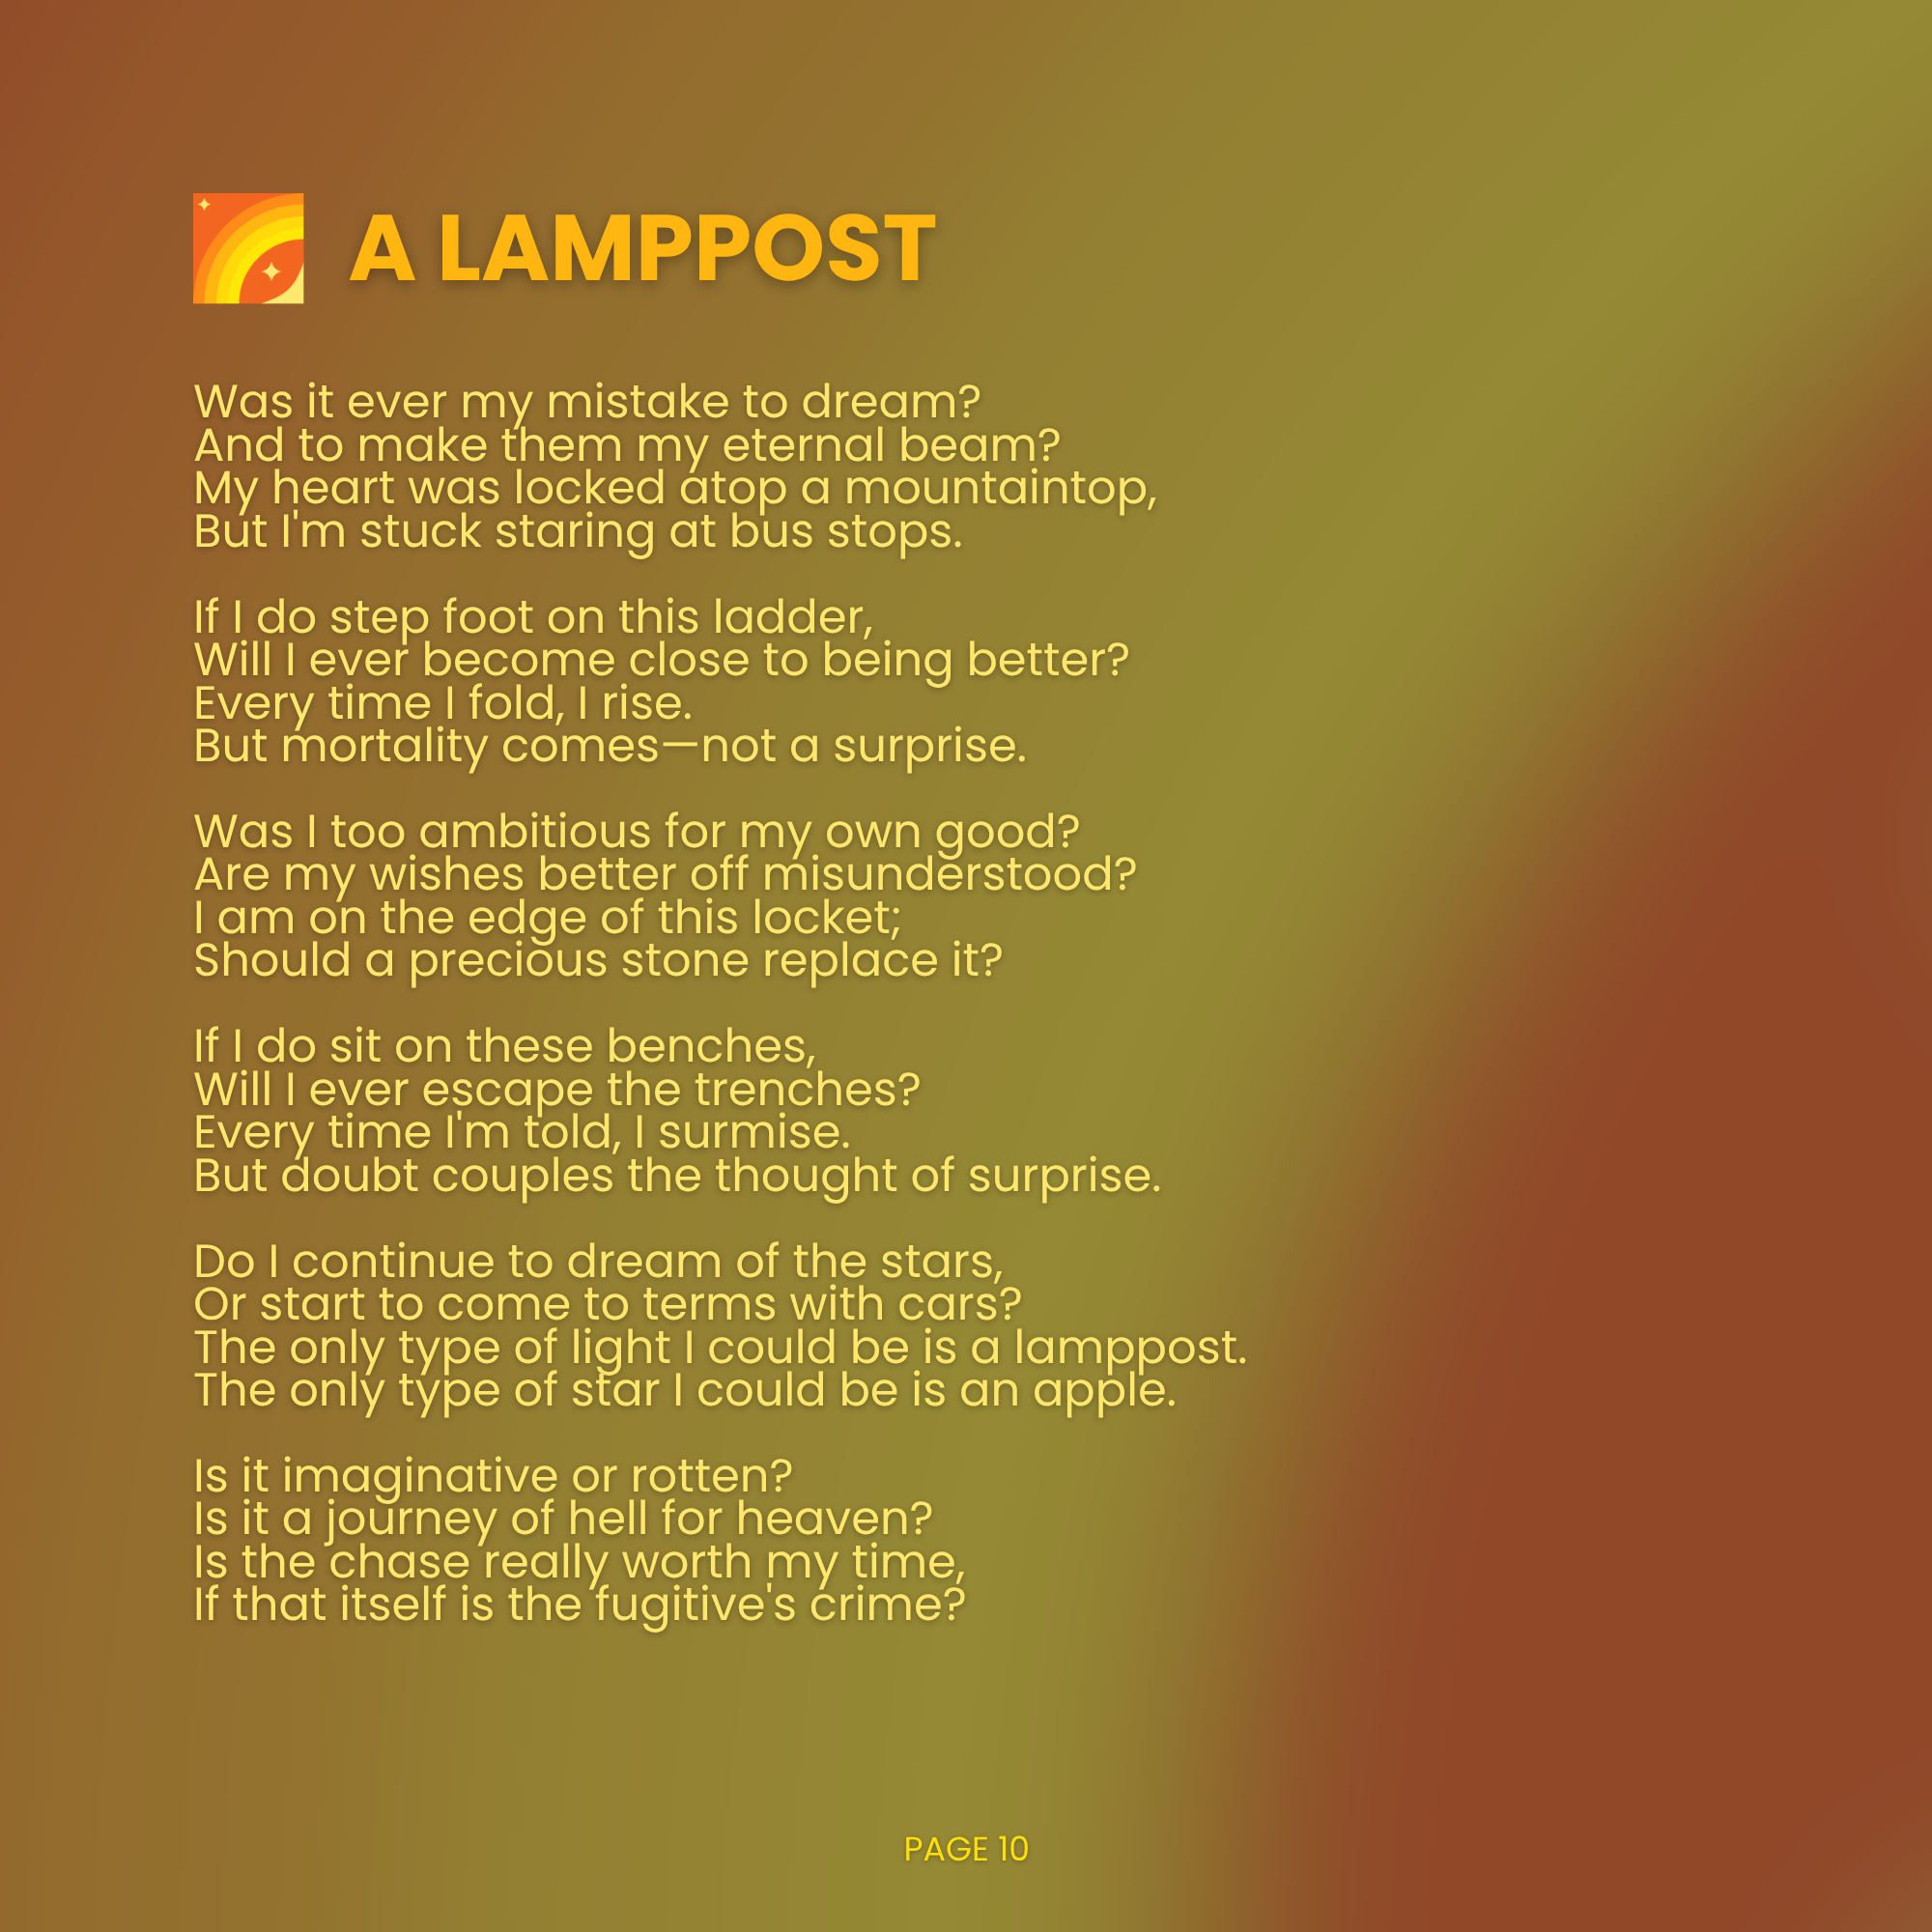 A LAMPPOST
Was it ever my mistake to dream?
And to make them my eternal beam?
My heart was locked atop a mountaintop,
But I'm stuck staring at bus stops.
If I do step foot on this ladder,
Will I ever become close to being better?
Every time I fold, I rise.
But mortality comes—not a surprise.
Was I too ambitious for my own good?
Are my wishes better off misunderstood?
I am on the edge of this locket;
Should a precious stone replace it?
If I do sit on these benches,
Will I ever escape the trenches?
Every time I'm told, I surmise.
But doubt couples the thought of surprise.
Do I continue to dream of the stars,
Or start to come to terms with cars?
The only type of light I could be is a lamppost.
The only type of star I could be is an apple.
Is it imaginative or rotten?
Is it a journey of hell for heaven?
Is the chase really worth my time,
If that itself is the fugitive's crime?
PAGE 10